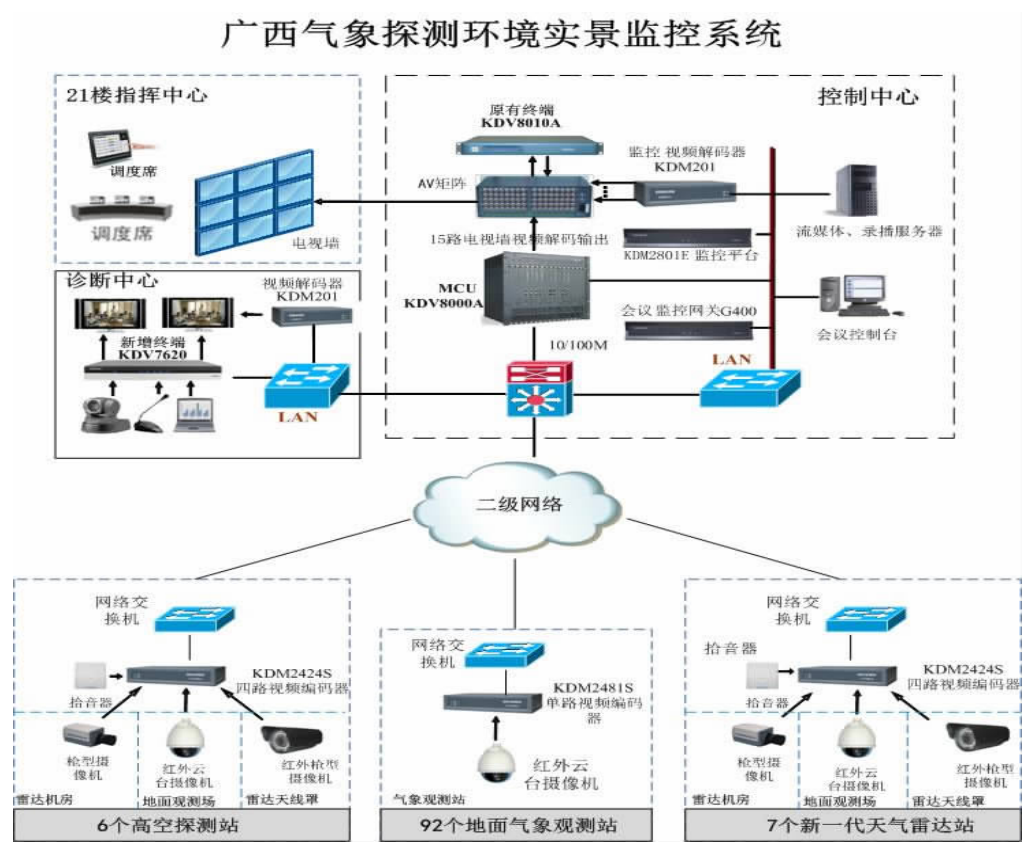 广西气象探测环境实景监控系统
21楼指挥中心
调度席
调度席
电视墙
控制中心
原有终端
KDV8010A
AV矩阵
监控 视频解码器
KDM201
15路电视墙视频解码输出
KDM2801E 监控平台
流媒体、录播服务器
MCU
KDV8000A
会议 监控网关G400
会议控制台
10/100M
LAN
诊断中心
视频解码器
KDM201
新增终端
KDV7620
LAN
二级网络
网络交
换机
KDM2424S
四路视频编码器
拾音器
枪型摄
像机
红外云
台摄像机
红外枪型
摄像机
雷达机房
地面观测场
雷达天线罩
6个高空探测站
网络交
换机
KDM2481S
单路视频编码
器
红外云
台摄像机
气象观测站
92个地面气象观测站
网络交
换机
拾音器
KDM2424S
四路视频编码器
拾音器
枪型摄
像机
红外云
台摄像机
红外枪型
摄像机
雷达机房
地面观测场
雷达天线罩
7个新一代天气雷达站